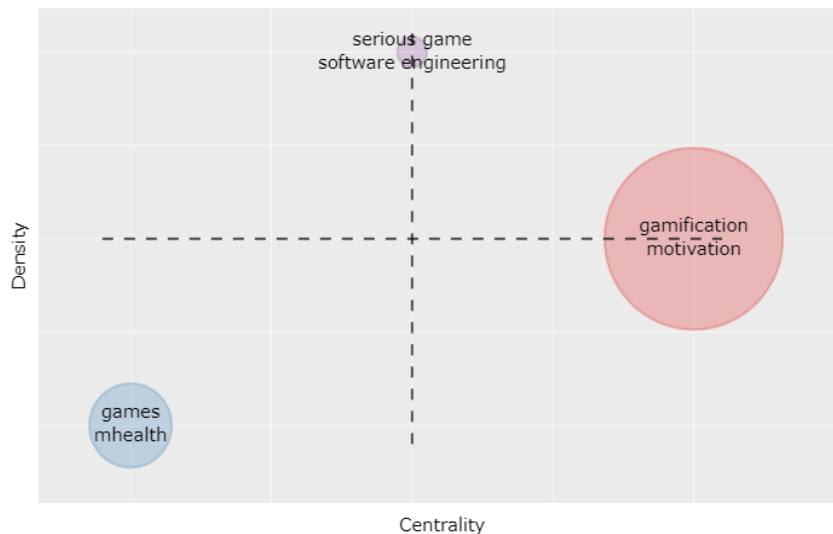 serious game
software engineering
gamification
motivation
Density
games
mhealth
Centrality